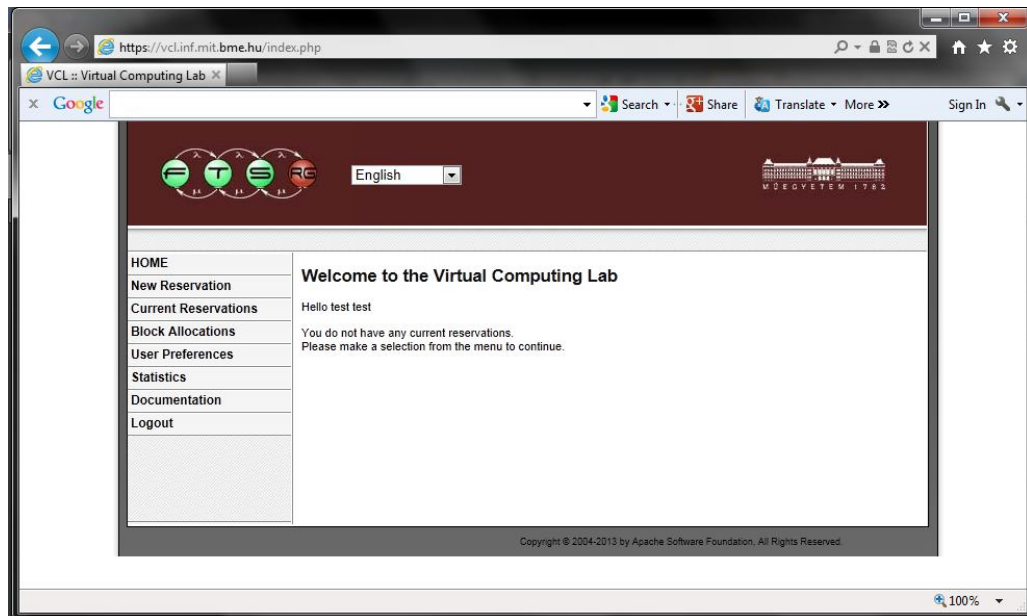 https://vcl.inf.mit.bme.hu/index.php
VCL :: Virtual Computing Lab
x Google
Search
Share
Translate
More »
Sign In
λ λ λ
F T S RG
μ μ μ
English
MŰEGYETEM 1782
HOME
New Reservation
Current Reservations
Block Allocations
User Preferences
Statistics
Documentation
Logout
Welcome to the Virtual Computing Lab
Hello test test
You do not have any current reservations.
Please make a selection from the menu to continue.
Copyright © 2004-2013 by Apache Software Foundation, All Rights Reserved.
100%